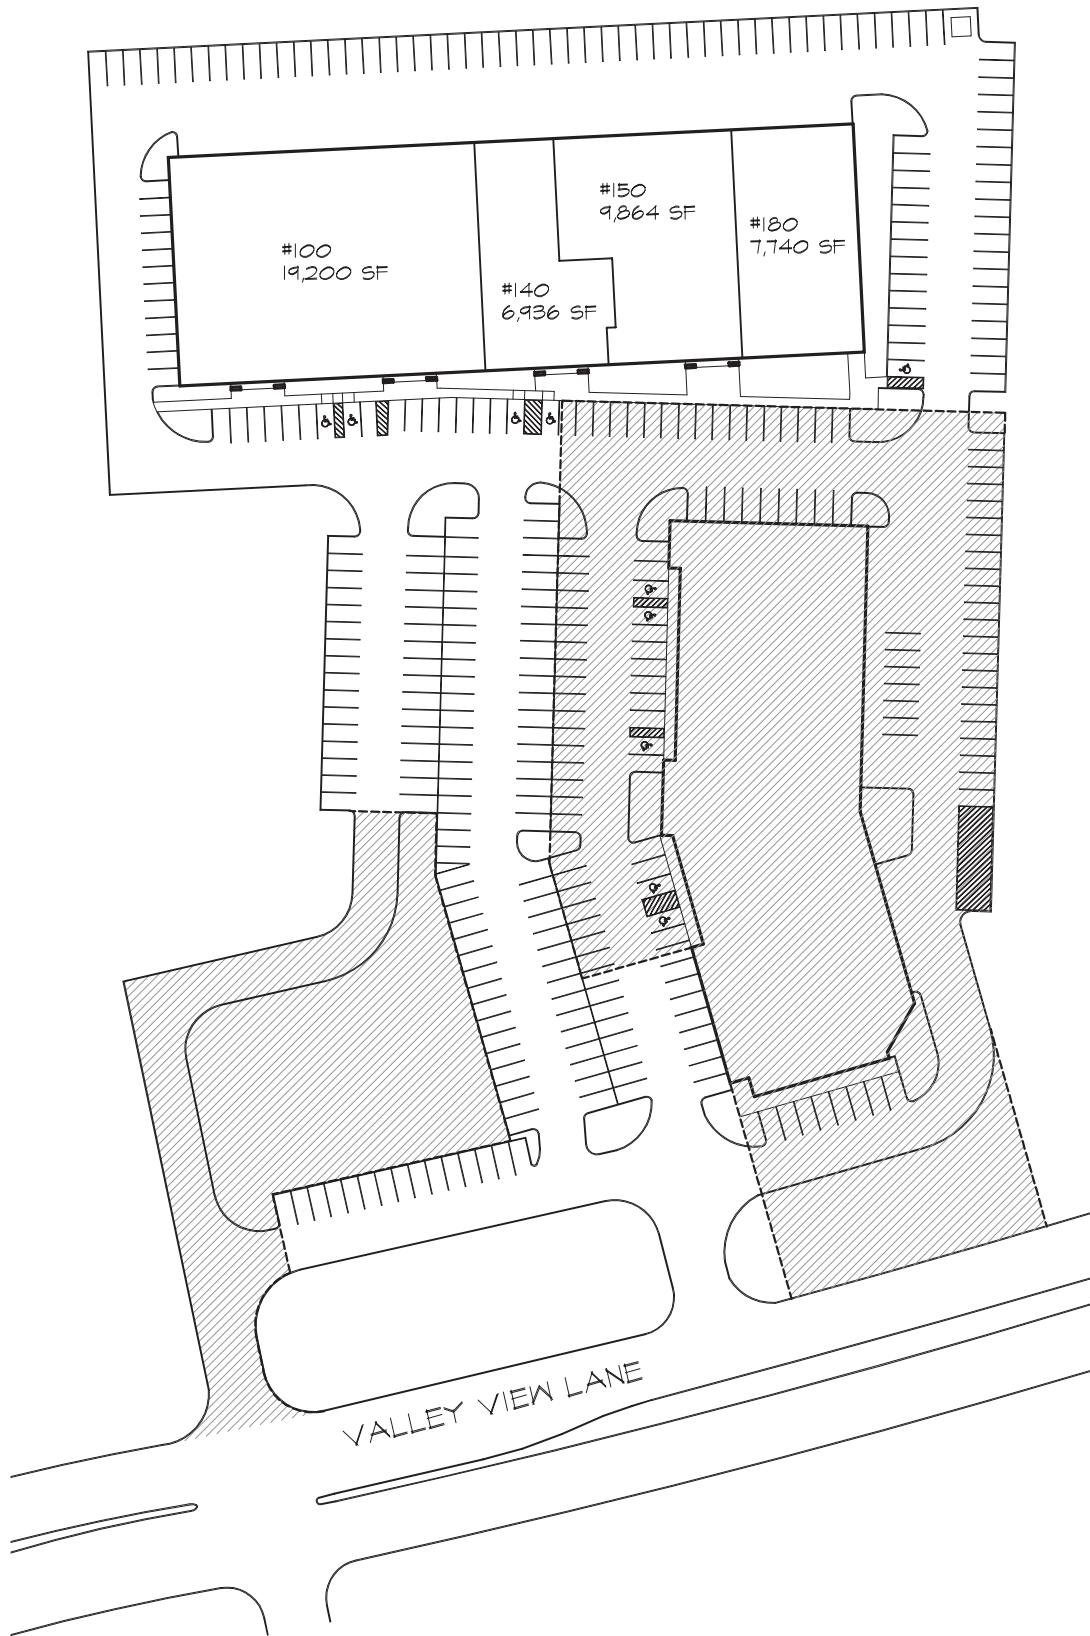 #100
19,200 SF
#140
6,936 SF
#150
9,864 SF
#180
7,740 SF
VALLEY VIEW LANE